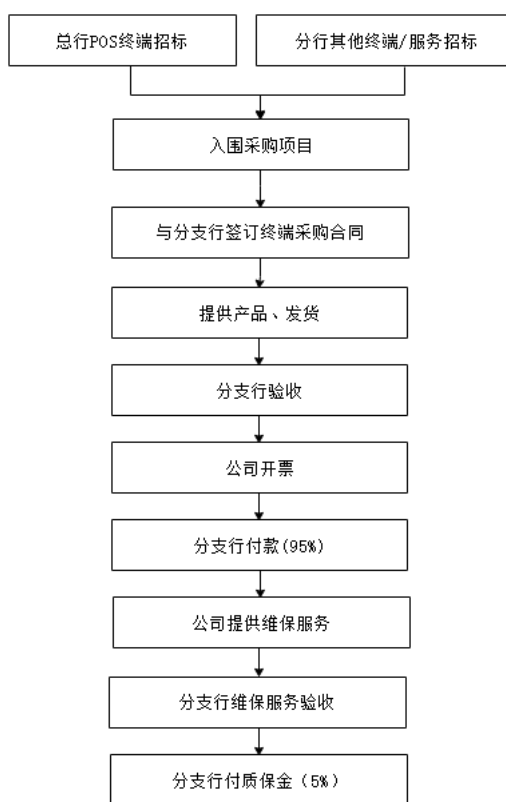 总行POS终端招标
分行其他终端/服务招标
入围采购项目
与分支行签订终端采购合同
提供产品、发货
分支行验收
公司开票
分支行付款(95%)
公司提供维保服务
分支行维保服务验收
分支行付质保金（5%）